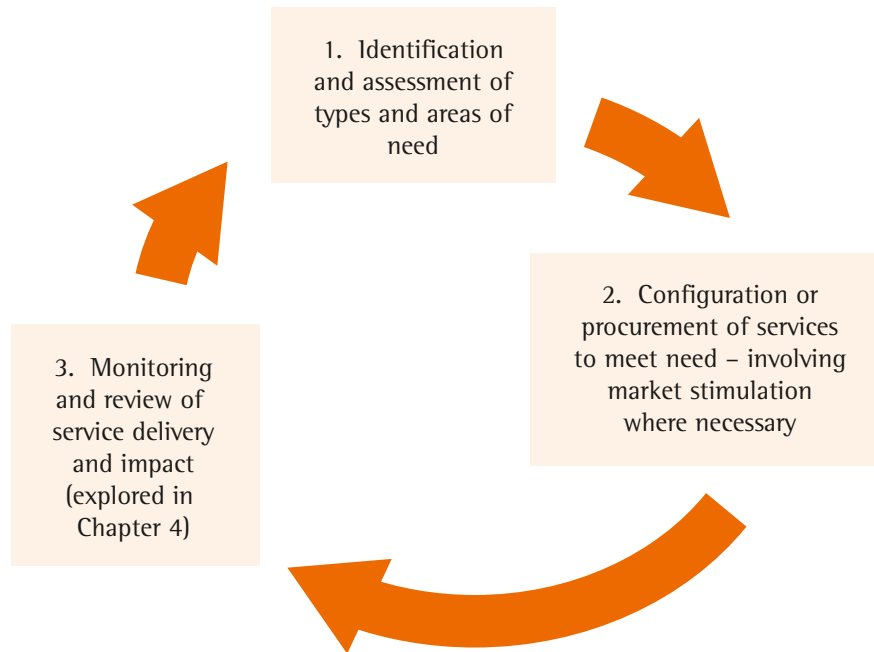 1. Identification
and assessment of
types and areas of
need
2. Configuration or
procurement of services
to meet need – involving
market stimulation
where necessary
3. Monitoring
and review of
service delivery
and impact
(explored in
Chapter 4)